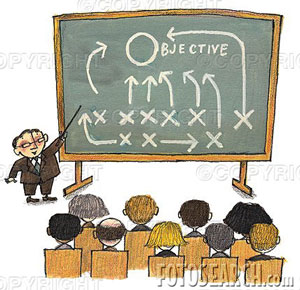 OBJECTIVE
X X X X X X
X X X
© COPYRIGHT
FOTOSEARCH.com